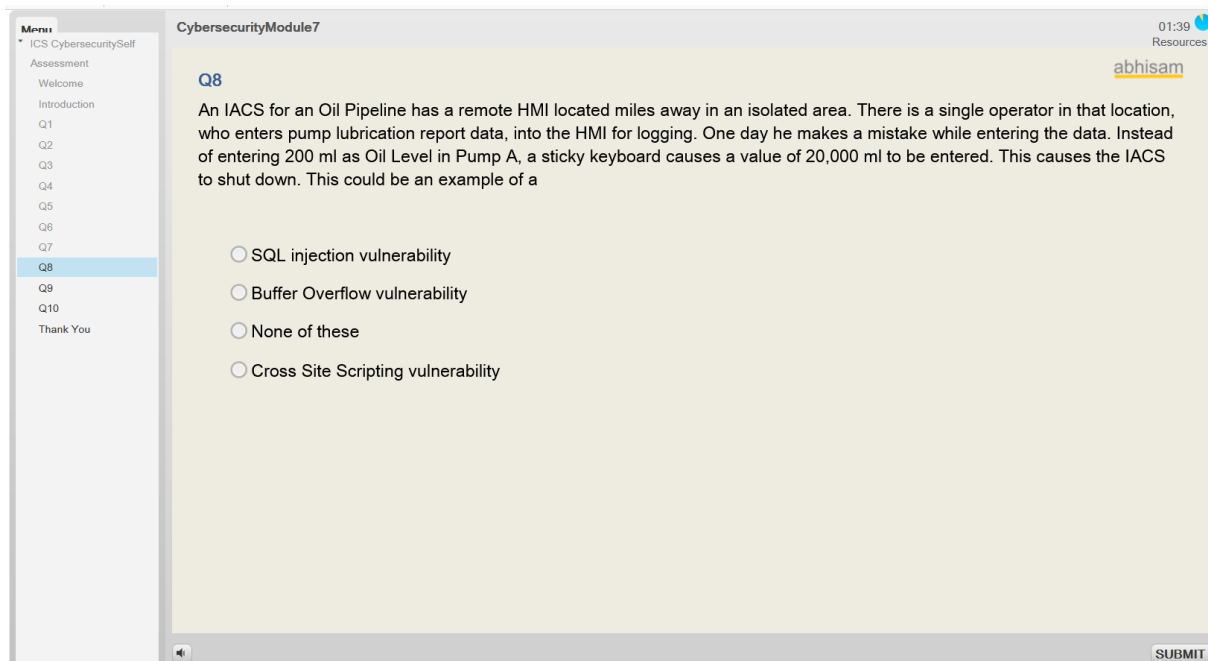 Menu
ICS CybersecuritySelf
Assessment
Welcome
Introduction
Q1
Q2
Q3
Q4
Q5
Q6
Q7
Q8
Q9
Q10
Thank You
CybersecurityModule7
01:39
Resources
abhisam
Q8
An IACS for an Oil Pipeline has a remote HMI located miles away in an isolated area. There is a single operator in that location,
who enters pump lubrication report data, into the HMI for logging. One day he makes a mistake while entering the data. Instead
of entering 200 ml as Oil Level in Pump A, a sticky keyboard causes a value of 20,000 ml to be entered. This causes the IACS
to shut down. This could be an example of a
SQL injection vulnerability
Buffer Overflow vulnerability
None of these
Cross Site Scripting vulnerability
SUBMIT